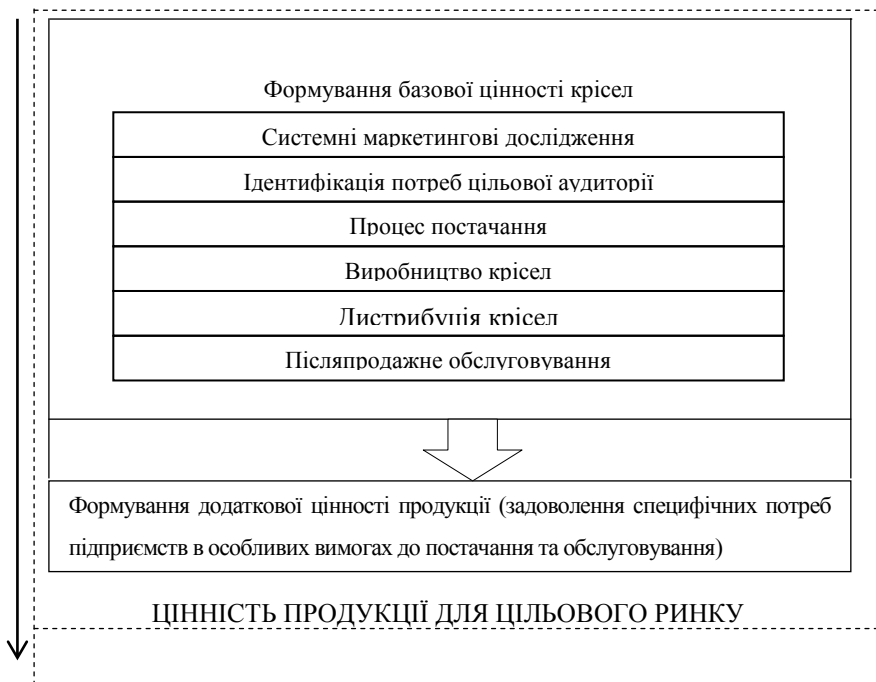 Формування базової цінності крісел
Системні маркетингові дослідження
Ідентифікація потреб цільової аудиторії
Процес постачання
Виробництво крісел
Дистрибуція крісел
Післяпродажне обслуговування
Формування додаткової цінності продукції (задоволення специфічних потреб
підприємств в особливих вимогах до постачання та обслуговування)
ЦІННІСТЬ ПРОДУКЦІЇ ДЛЯ ЦІЛЬОВОГО РИНКУ